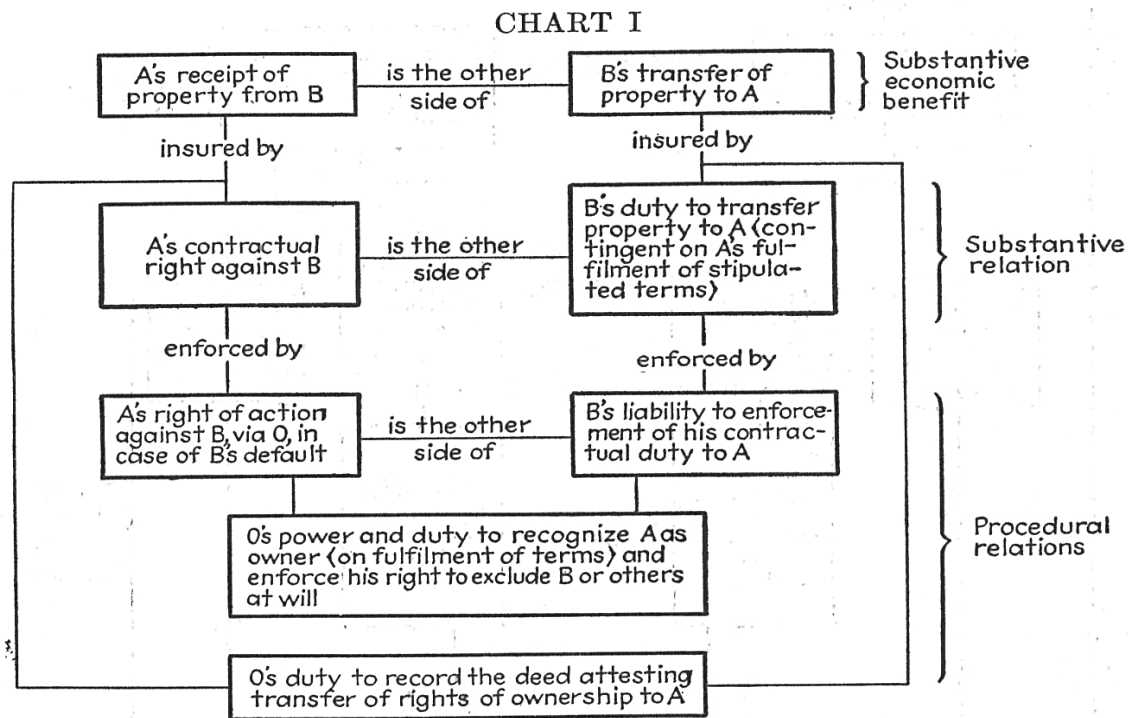 CHART I
A's receipt of
property from B
is the other
side of
B's transfer of
property to A
Substantive
economic
benefit
insured by
insured by
A's contractual
right against B
is the other
side of
B's duty to transfer
property to A (con-
tingent on A's ful-
filment of stipula-
ted terms)
Substantive
relation
enforced by
enforced by
A's right of action
against B, via O, in
case of B's default
is the other
side of
B's liability to enforce-
ment of his contrac-
tual duty to A
O's power and duty to recognize A as
owner (on fulfilment of terms) and
enforce his right to exclude B or others
at will
Procedural
relations
O's duty to record the deed attesting
transfer of rights of ownership to A